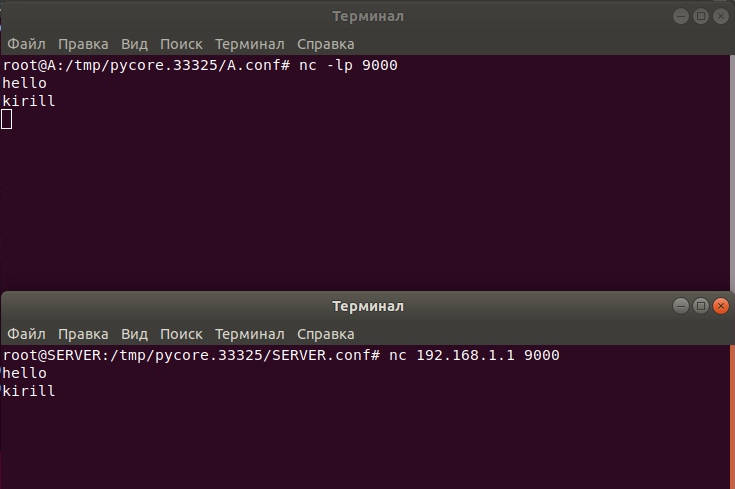 Терминал
Файл Правка Вид Поиск Терминал Справка
root@A:/tmp/pycore.33325/A.conf# nc -lp 9000
hello
kirill
Терминал
Файл Правка Вид Поиск Терминал Справка
root@SERVER:/tmp/pycore.33325/SERVER.conf# nc 192.168.1.1 9000
hello
kirill